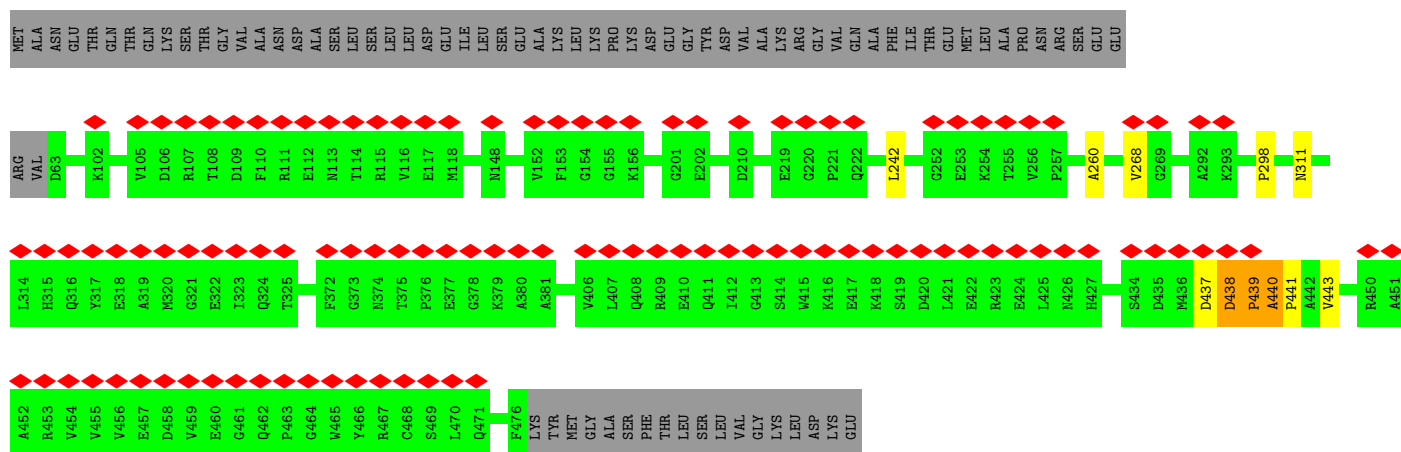 MET ALA ASN GLU THR GLN THR GLN LYS SER THR GLY VAL ALA ASN ASP ALA SER LEU SER LEU LEU ASP GLU ILE LEU SER GLU ALA LYS LEU LYS PRO LYS ASP GLU GLY TYR ASP VAL ALA LYS ARG GLY VAL GLN ALA PHE ILE THR GLU MET LEU ALA PRO ASN ARG SER GLU GLU
ARG VAL D63 K102 V105 D106 R107 T108 D109 F110 R111 E112 N113 T114 R115 V116 E117 M118 N148 V152 F153 G154 G155 K156 G201 E202 D210 E219 G220 P221 Q222 L242 G252 E253 K254 T255 V256 P257 A260 V268 G269 A292 K293 P298 N311
L314 H315 Q316 Y317 E318 A319 M320 G321 E322 I323 Q324 T325 F372 G373 N374 T375 P376 E377 G378 K379 A380 A381 V406 L407 Q408 R409 E410 Q411 I412 G413 S414 W415 K416 E417 K418 S419 D420 L421 E422 R423 E424 L425 N426 H427 S434 D435 M436 D437 D438 P439 A440 P441 A442 V443 R450 A451
A452 R453 V454 V455 V456 E457 D458 V459 E460 G461 Q462 P463 G464 W465 Y466 R467 C468 S469 L470 Q471 F476 LYS TYR MET GLY ALA SER PHE THR LEU SER LEU VAL GLY LYS LEU ASP LYS GLU